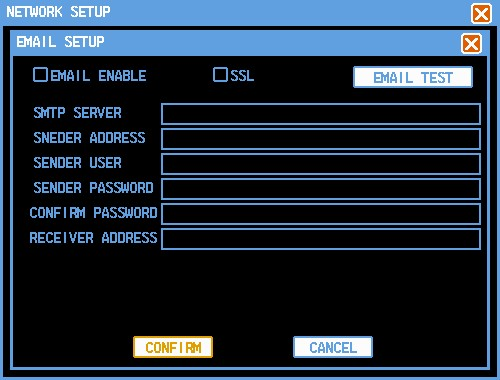 NETWORK SETUP
EMAIL SETUP
EMAIL ENABLE SSL EMAIL TEST
SMTP SERVER
SNEDER ADDRESS
SENDER USER
SENDER PASSWORD
CONFIRM PASSWORD
RECEIVER ADDRESS
CONFIRM CANCEL